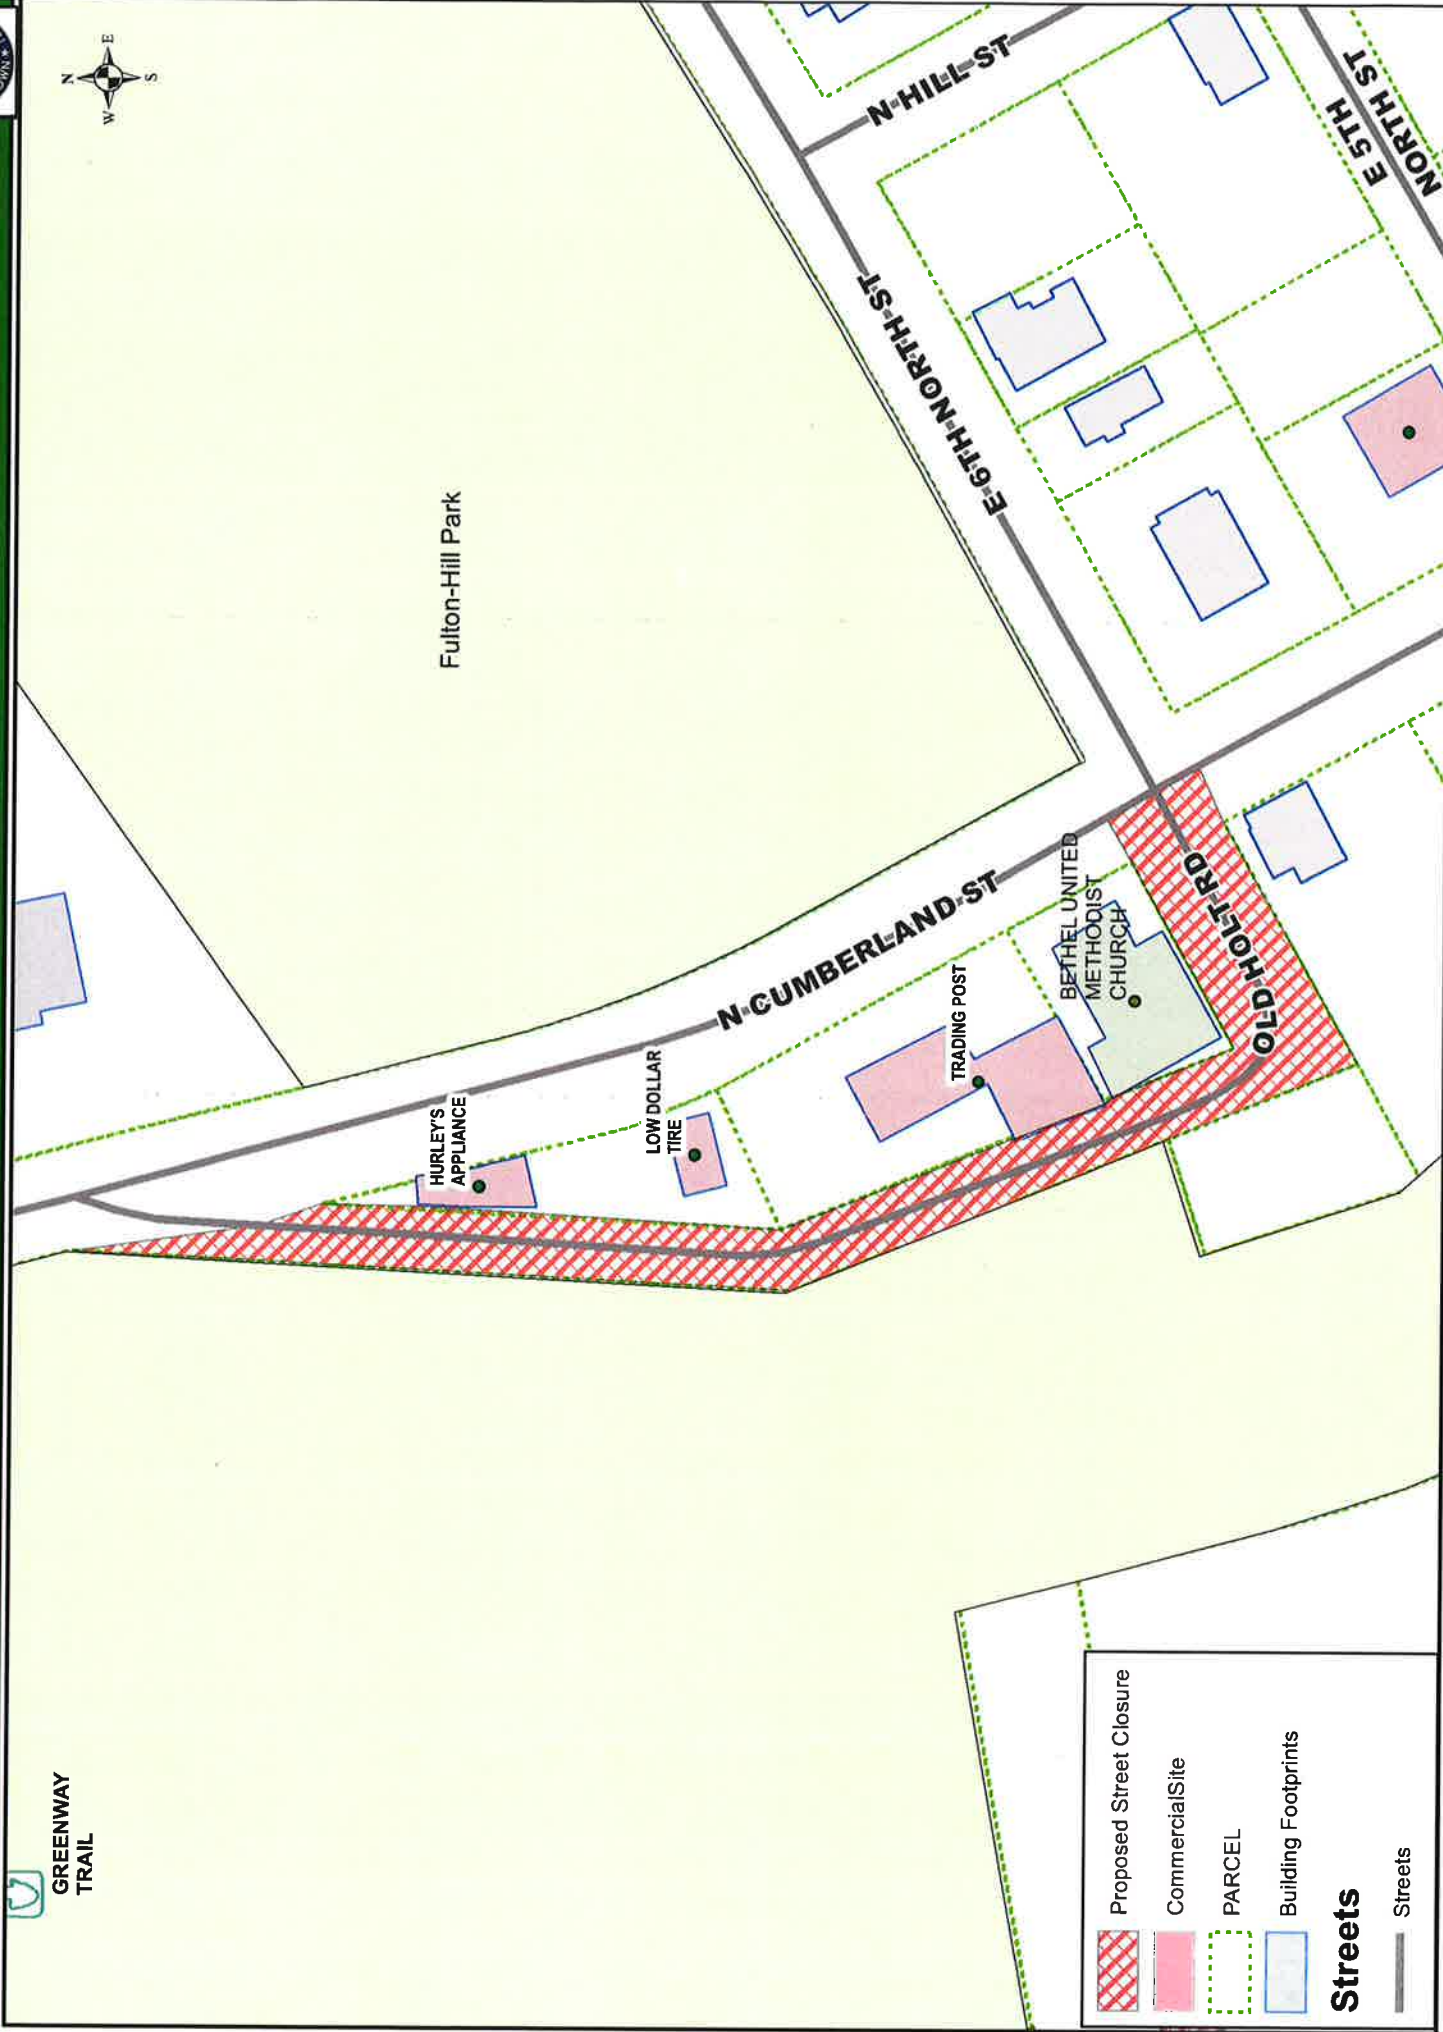 WN
N
E
W
S
N HILL ST
E 5TH
NORTH ST
E 6TH NORTH ST
Fulton-Hill Park
N CUMBERLAND ST
BETHEL UNITED
METHODIST
CHURCH
OLD HOLT RD
TRADING POST
LOW DOLLAR
TIRE
HURLEY'S
APPLIANCE
GREENWAY
TRAIL
Proposed Street Closure
CommercialSite
PARCEL
Building Footprints
Streets
Streets